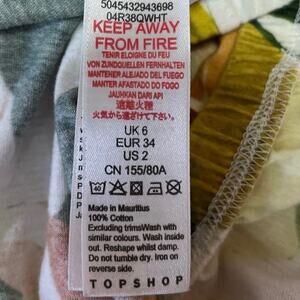 5045432943698
04R38QWHT
KEEP AWAY
FROM FIRE
TENIR ELOIGNE DU FEU
VON ZUNDQUELLEN FERNHALTEN
MANTENER ALEJADO DEL FUEGO
MANTER AFASTADO DO FOGO
JAUHKAN DARI API
遠離火種
火気から遠ざけて下さい。
UK 6
EUR 34
US 2
CN 155/80A
Made in Mauritius
100% Cotton
Excluding trimsWash with
similar colours. Wash inside
out. Reshape whilst damp.
Do not tumble dry. Iron on
reverse side.
TOPSHOP